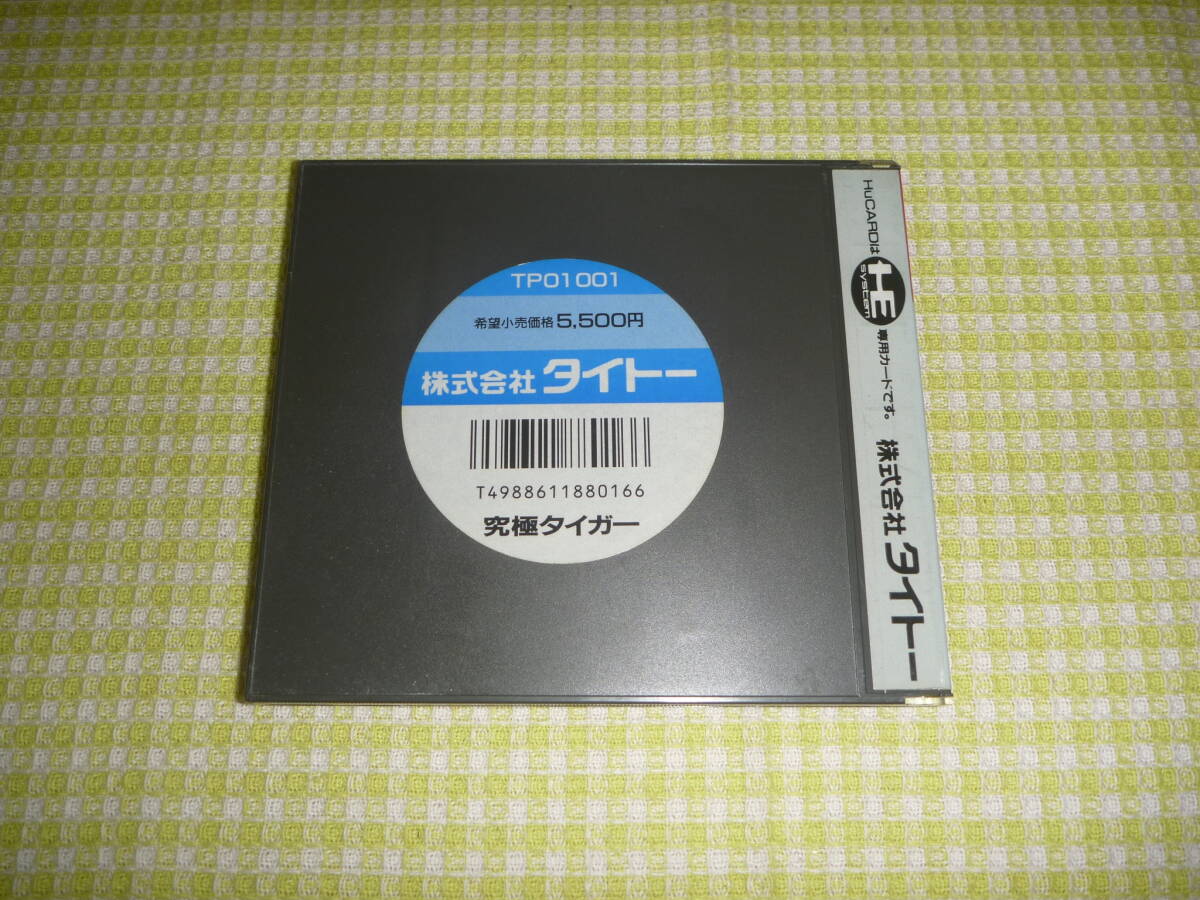 TP01001
希望小売価格 5,500円
株式会社 タイトー
T4988611880166
究極タイガー
HuCARDは
HE
system
専用カードです。
株式会社 タイトー